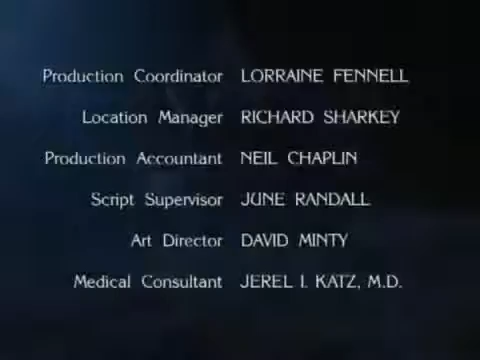 Production Coordinator LORRAINE FENNELL
Location Manager RICHARD SHARKEY
Production Accountant NEIL CHAPLIN
Script Supervisor JUNE RANDALL
Art Director DAVID MINTY
Medical Consultant JEREL I. KATZ, M.D.